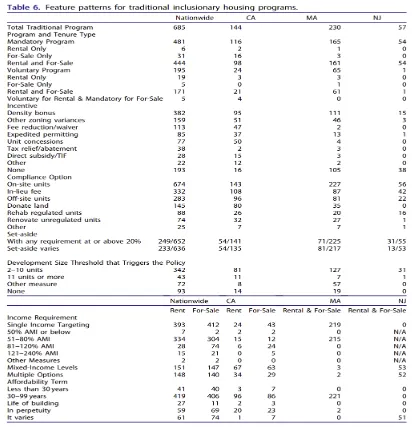 Table 6. Feature patterns for traditional inclusionary housing programs.
Nationwide CA MA NJ
Total Traditional Program 685 144 230 57
Program and Tenure Type
Mandatory Program 481 116 165 54
Rental Only 6 2 1 0
For-Sale Only 31 16 3 0
Rental and For-Sale 444 98 161 54
Voluntary Program 195 24 65 1
Rental Only 19 3 3 0
For-Sale Only 5 0 1 0
Rental and For-Sale 171 21 61 1
Voluntary for Rental & Mandatory for For-Sale 5 4 0 0
Incentive
Density bonus 382 95 111 15
Other zoning variances 159 51 46 3
Fee reduction/waiver 113 47 2 0
Expedited permitting 85 37 13 1
Unit concessions 77 50 4 0
Tax relief/abatement 38 2 3 0
Direct subsidy/TIF 28 15 3 0
Other 22 12 2 0
None 193 16 105 38
Compliance Option
On-site units 674 143 227 56
In-lieu fee 332 108 87 42
Off-site units 283 96 81 22
Donate land 145 80 35 0
Rehab regulated units 88 26 20 16
Renovate unregulated units 74 32 27 1
Other 25 7 7 1
Set-aside
With any requirement at or above 20% 249/652 54/141 71/225 31/55
Set-aside varies 233/636 54/135 81/217 13/53
Development Size Threshold that Triggers the Policy
2–10 units 342 81 127 31
11 units or more 43 11 7 1
Other measure 72 8 57 0
None 93 14 19 0
Nationwide CA MA NJ
Rent For-Sale Rent For-Sale Rental & For-Sale Rental & For-Sale
Income Requirement
Single Income Targeting 393 412 24 43 219 0
50% AMI or below 7 2 2 2 0 N/A
51–80% AMI 334 304 15 12 215 N/A
81–120% AMI 28 74 6 24 0 N/A
121–240% AMI 15 21 0 5 0 N/A
Other Measures 2 2 0 0 0 N/A
Mixed-Income Levels 151 147 67 63 3 53
Multiple Options 148 140 34 29 2 52
Affordability Term
Less than 30 years 41 40 3 7 0 0
30–99 years 419 406 96 86 221 0
Life of building 27 11 2 3 0 0
In perpetuity 59 69 20 23 2 0
It varies 61 74 1 7 0 51